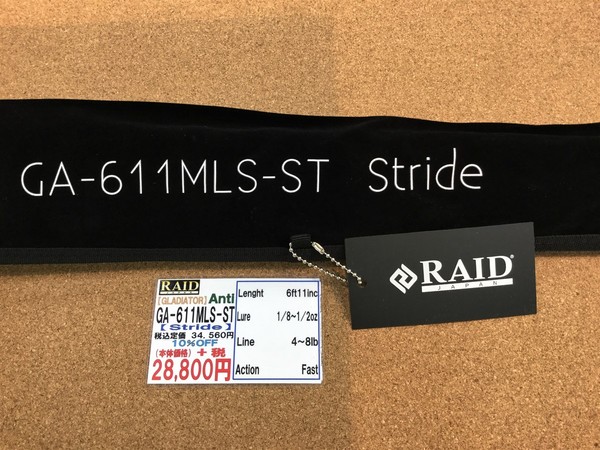 GA-611MLS-ST Stride
RAID
JAPAN
RAID
JAPAN
[GLADIATOR] Anti
GA-611MLS-ST
【Stride】
税込定価 34,560円
10%OFF
(本体価格) + 税
28,800円
Lenght 6ft11inc
Lure 1/8~1/2oz
Line 4~8lb
Action Fast